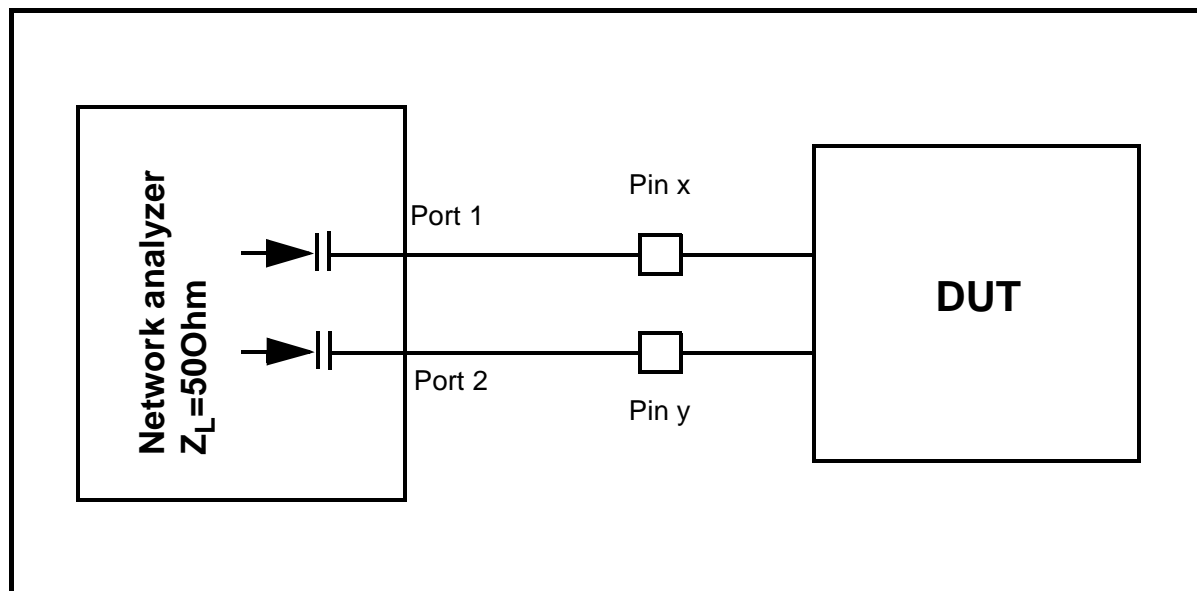 Network analyzer
ZL=50Ohm
Port 1
Port 2
Pin x
Pin y
DUT